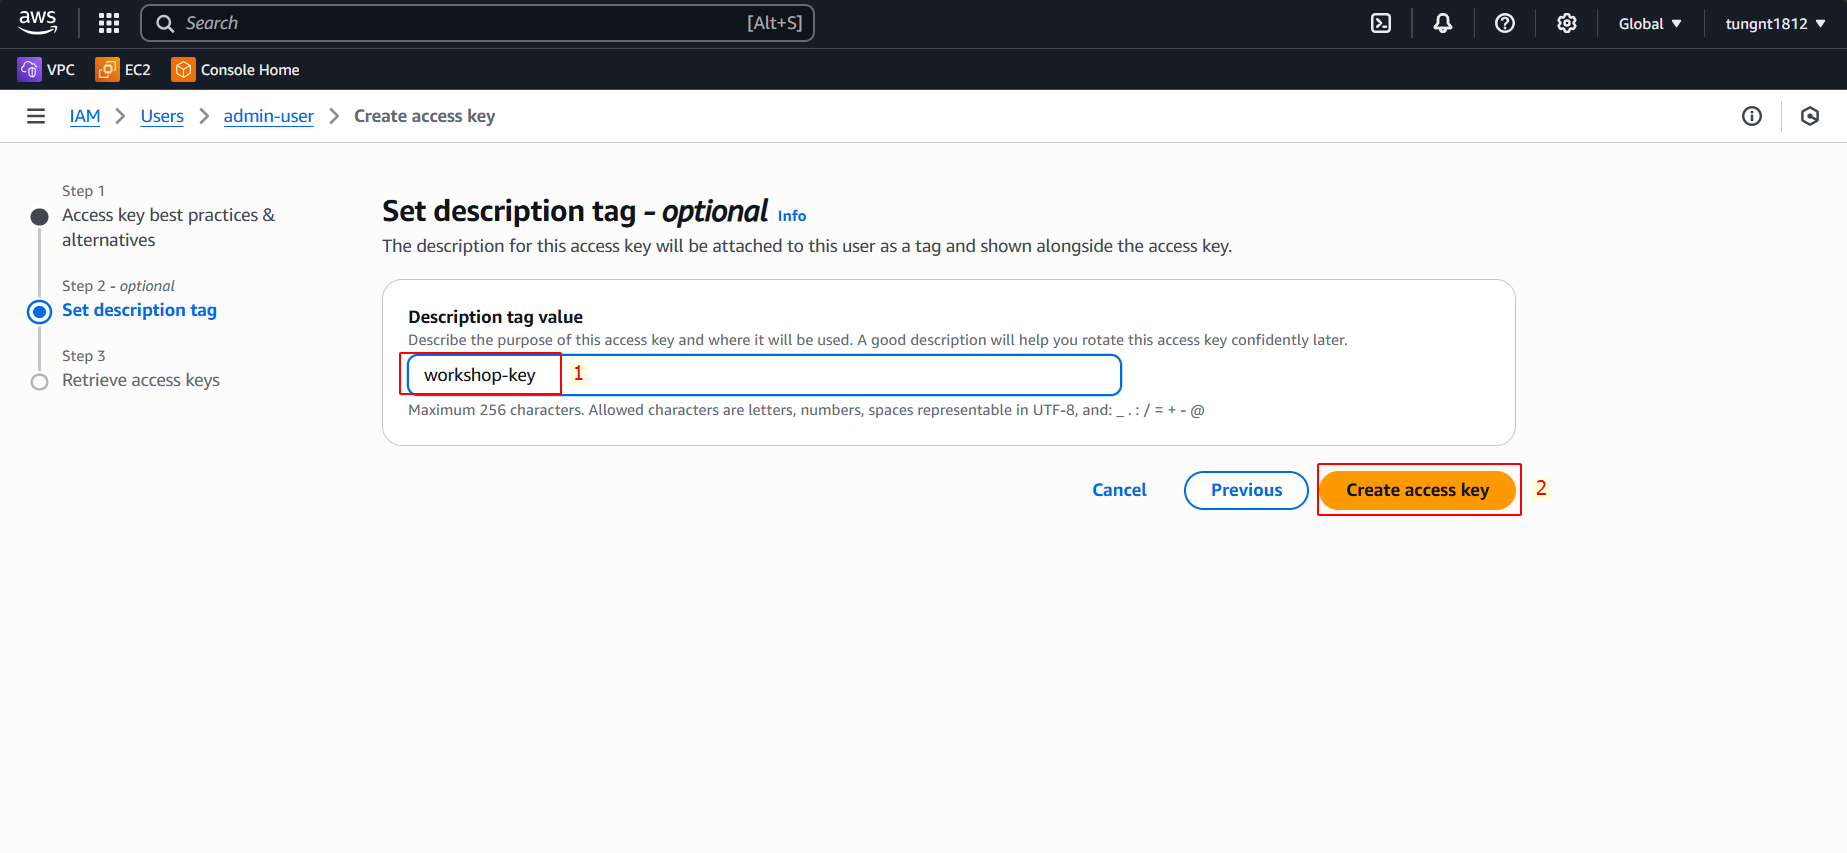 aws
Search [Alt+S]
Global ▼
tungnt1812 ▼
VPC
EC2
Console Home
IAM > Users > admin-user > Create access key
Step 1
Access key best practices &
alternatives
Step 2 - optional
Set description tag
Step 3
Retrieve access keys
Set description tag - optional Info
The description for this access key will be attached to this user as a tag and shown alongside the access key.
Description tag value
Describe the purpose of this access key and where it will be used. A good description will help you rotate this access key confidently later.
workshop-key 1
Maximum 256 characters. Allowed characters are letters, numbers, spaces representable in UTF-8, and: _ . : / = + - @
Cancel
Previous
Create access key 2